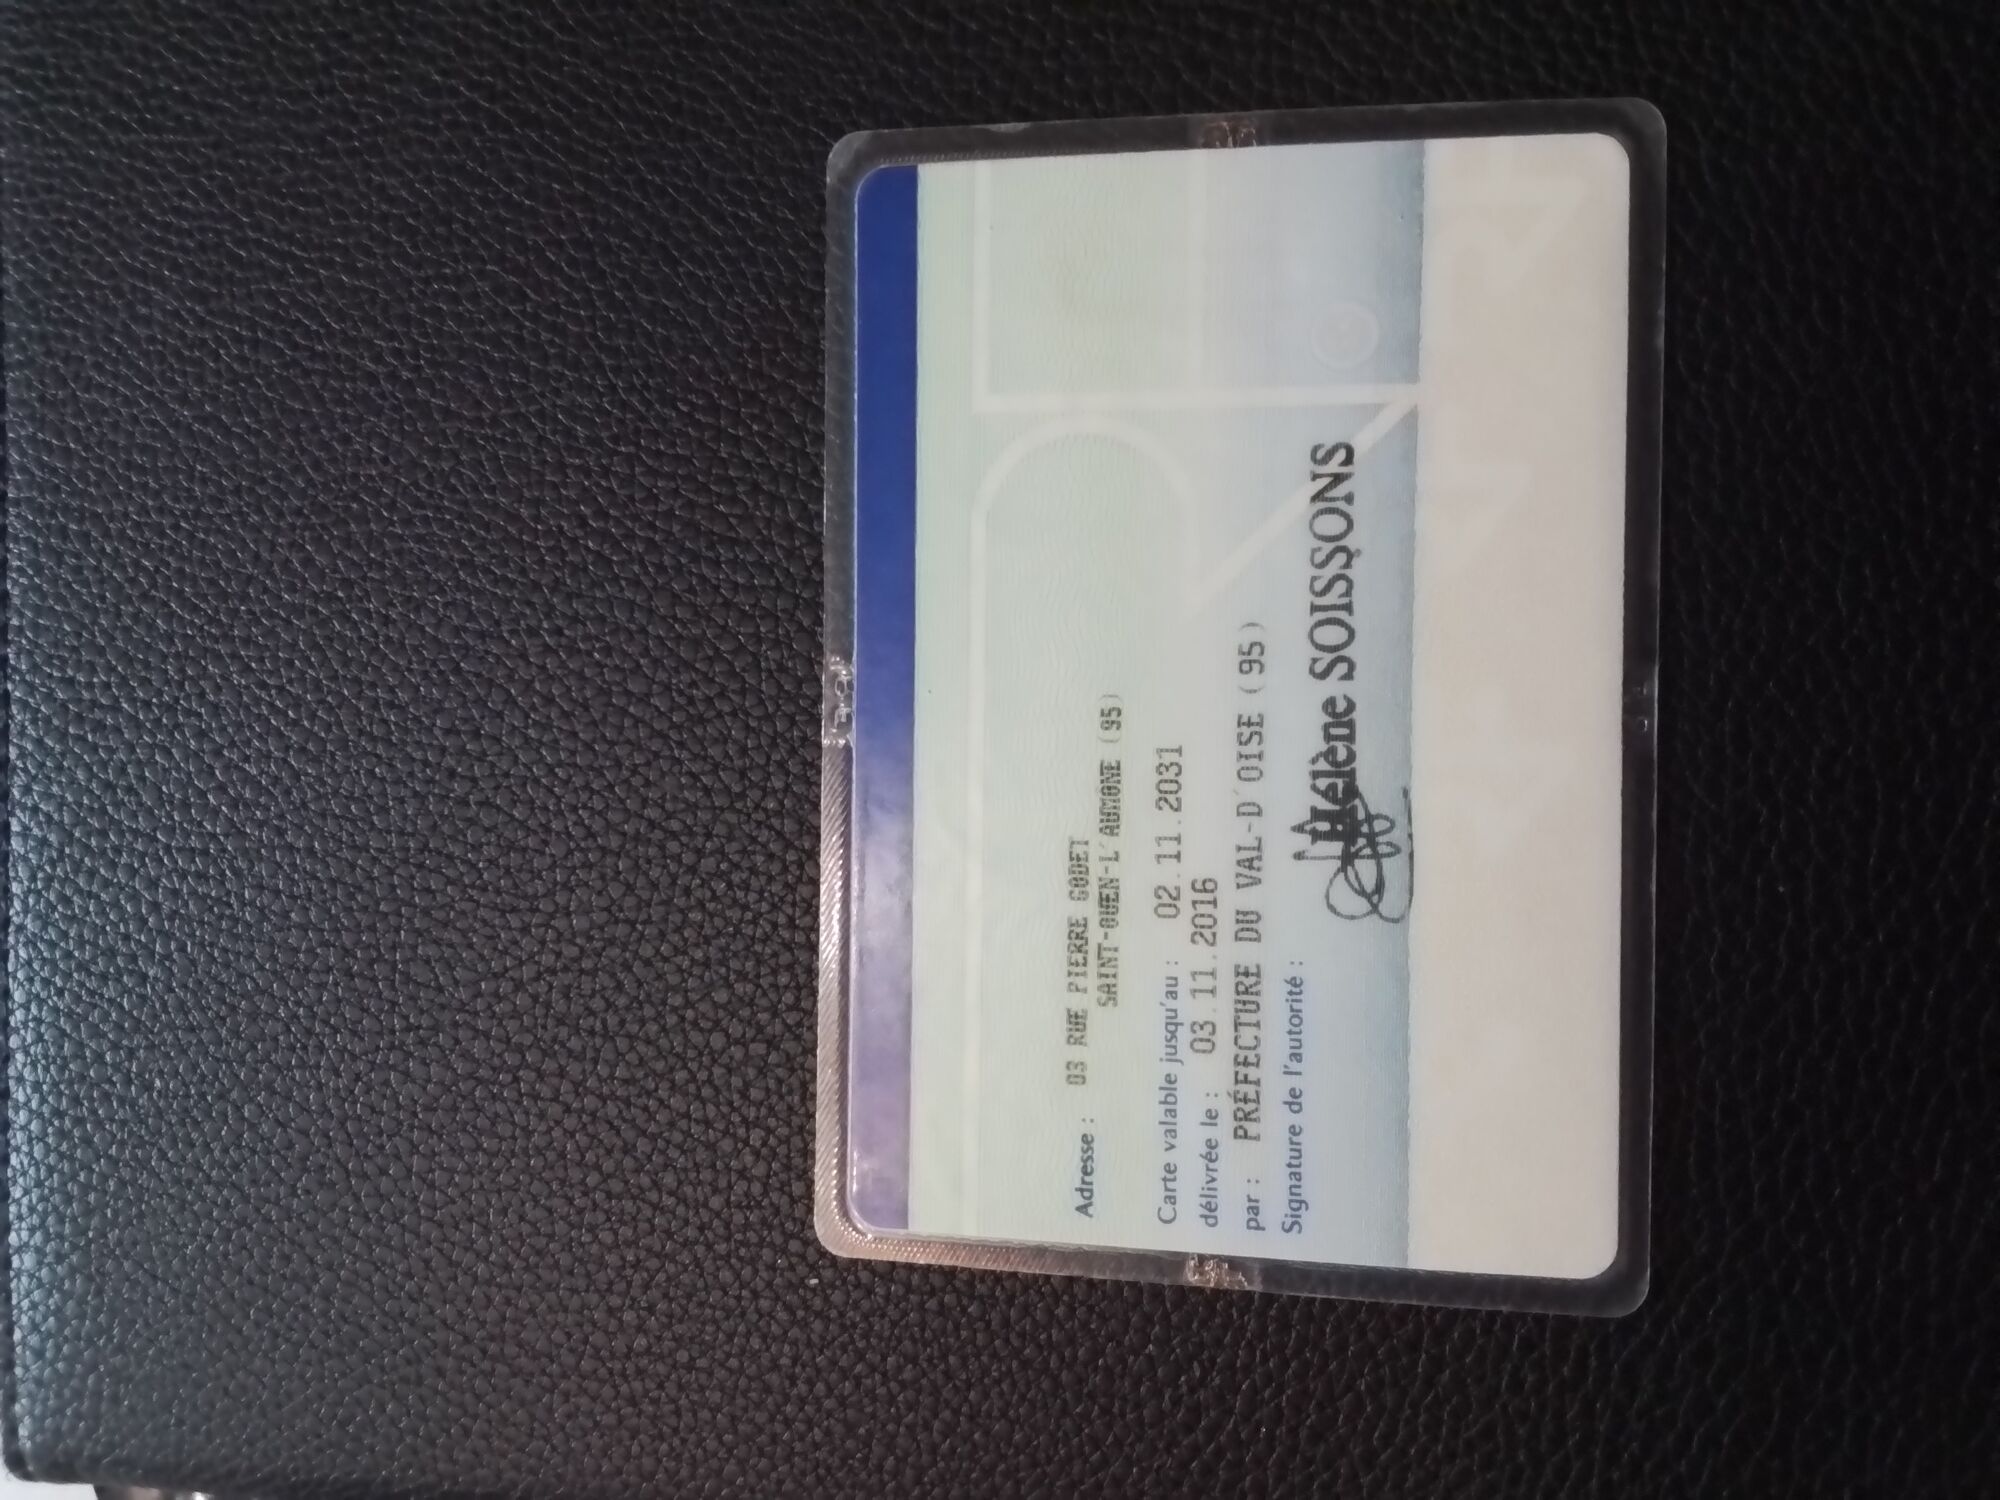 Adresse : 03 RUE PIERRE GODET
SAINT-OUEN-L'AUMONE (95)
Carte valable jusqu'au : 02.11.2031
délivrée le : 03.11.2016
par : PRÉFECTURE DU VAL-D'OISE (95)
Signature de l'autorité :
Hélène SOISSONS